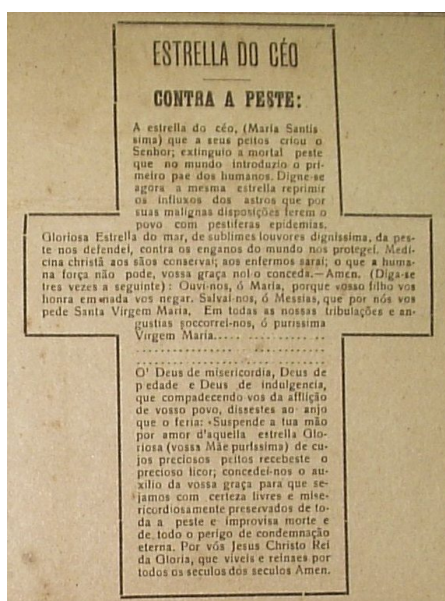 ESTRELLA DO CÉO
CONTRA A PESTE:
A estrella do céo, (Maria Santis
sima) que a seus peitos criou o
Senhor; extinguio a mortal peste
que no mundo introduzio o pri-
meiro pae dos humanos. Digne-se
agora a mesma estrella reprimir
os influxos dos astros que por
suas malignas disposições ferem o
povo com pestiferas epidemias.
Gloriosa Estrella do mar, de sublimes louvores dignissima, da pes-
te nos defendei, contra os enganos do mundo nos protegei. Medi-
cina christã aos sãos conservai; aos enfermos sarai; o que a huma-
na força não pode, vossa graça nol o conceda.—Amen. (Diga-se
tres vezes a seguinte): Ouvi-nos, ó Maria, porque vosso filho vos
honra em nada vos negar. Salvai-nos, ó Messias, que por nós vos
pede Santa Virgem Maria. Em todas as nossas tribulações e an-
gustias soccorrei-nos, ó purissima
Virgem Maria.... . ... .. ... .. ..
.................................
.................................
O' Deus de misericordia, Deus de
piedade e Deus de indulgencia,
que compadecendo vos da afflição
de vosso povo, dissestes ao anjo
que o feria: «Suspende a tua mão
por amor d'aquella estrella Glo-
riosa (vossa Mãe purissima) de cu-
jos preciosos peitos recebeste o
precioso licor; concedei-nos o au-
xilio da vossa graça para que se-
jamos com certeza livres e mise-
ricordiosamente preservados de to-
da a peste e improvisa morte e
de todo o perigo de condemnação
eterna. Por vós Jesus Christo Rei
da Gloria, que viveis e reinaes por
todos os seculos dos seculos Amen.